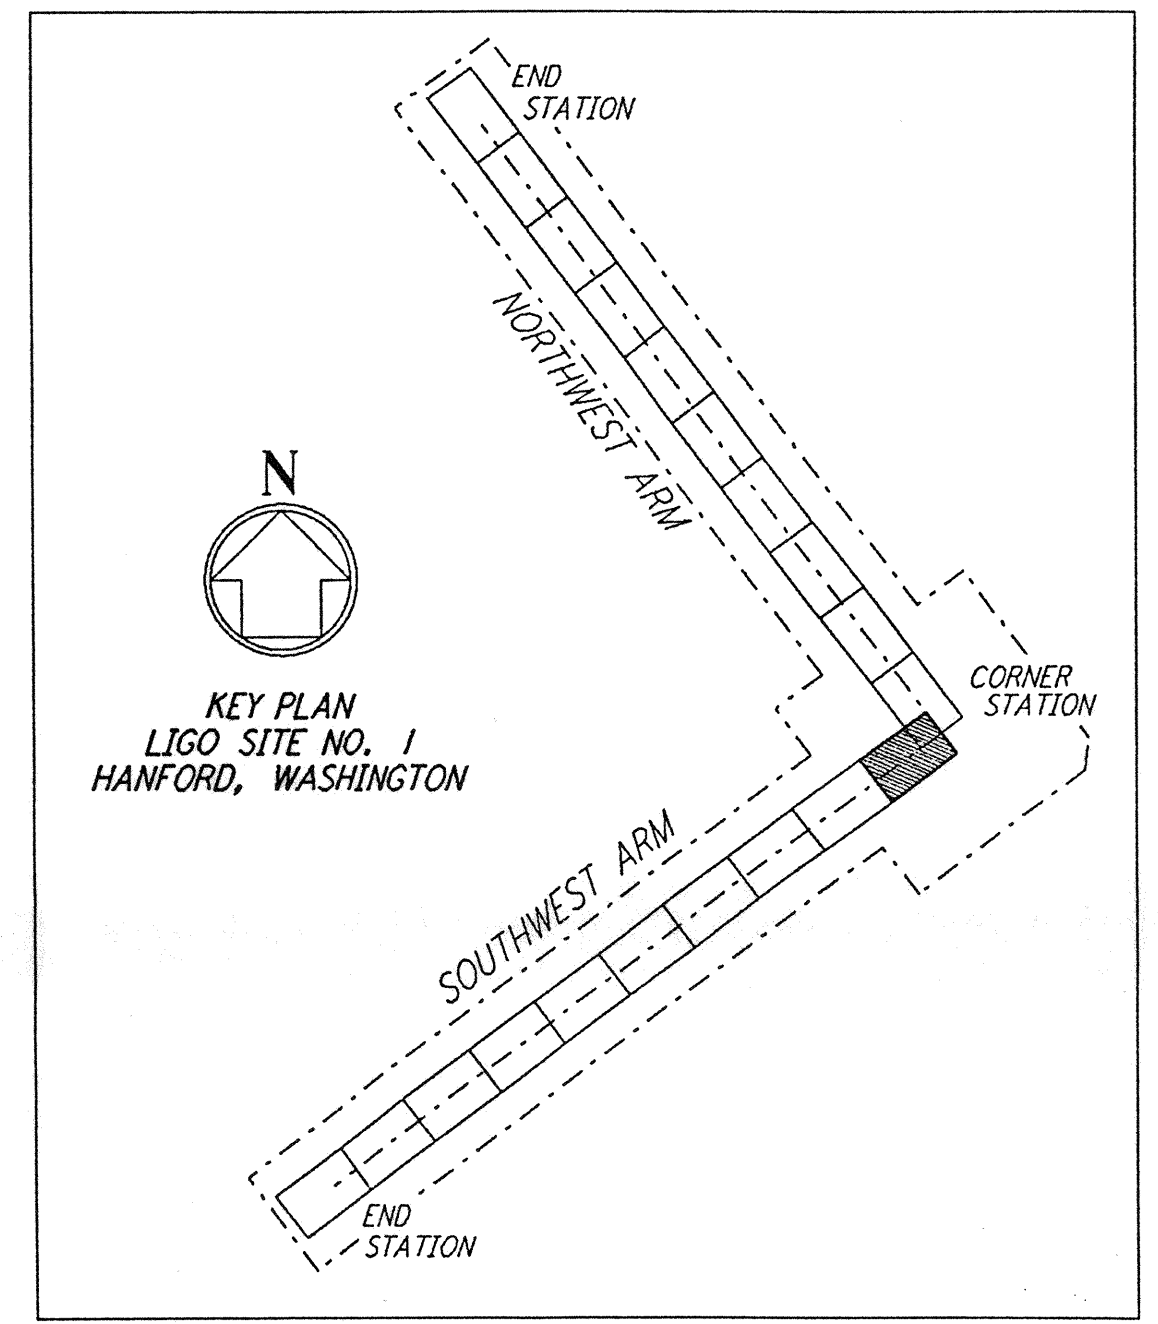 END
STATION
NORTHWEST ARM
N
KEY PLAN
LIGO SITE NO. 1
HANFORD, WASHINGTON
CORNER
STATION
SOUTHWEST ARM
END
STATION